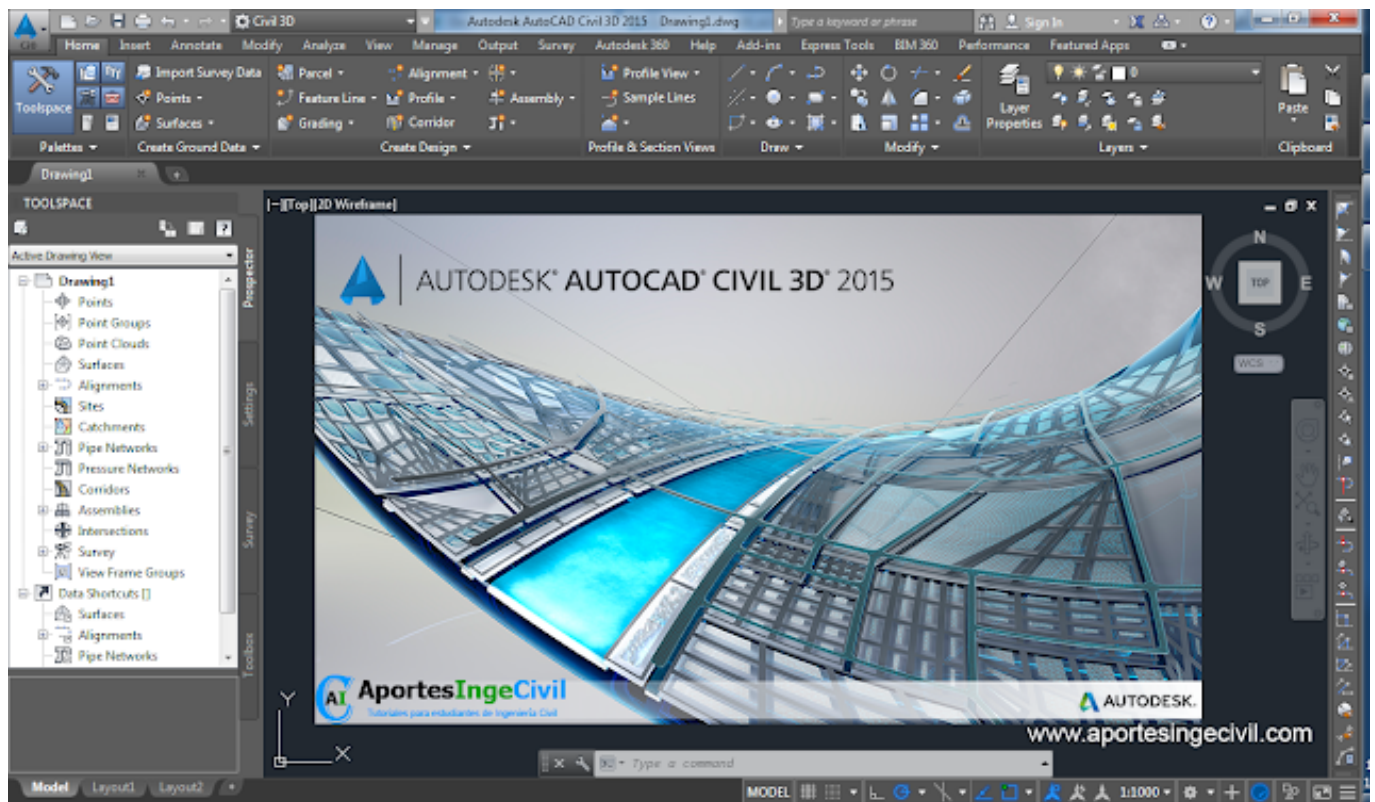 Civil 3D
Autodesk AutoCAD Civil 3D 2015 Drawing1.dwg
Type a keyword or phrase
Sign In
Home Insert Annotate Modify Analyze View Manage Output Survey Autodesk 360 Help Add-ins Express Tools BIM 360 Performance Featured Apps
Import Survey Data Parcel Alignment Profile View
Toolspace Points Feature Line Profile Assembly Sample Lines Layer Properties Paste
Surfaces Grading Corridor
0
Palettes Create Ground Data Create Design Profile & Section Views Draw Modify Layers Clipboard
Drawing1
TOOLSPACE
Active Drawing View
Drawing1
Points
Point Groups
Point Clouds
Surfaces
Alignments
Sites
Catchments
Pipe Networks
Pressure Networks
Corridors
Assemblies
Intersections
Survey
View Frame Groups
Data Shortcuts []
Surfaces
Alignments
Pipe Networks
Prospector
Settings
Survey
Toolbox
[-][Top][2D Wireframe]
AUTODESK® AUTOCAD® CIVIL 3D® 2015
N
W TOP E
S
WCS
AI AportesIngeCivil
Tutoriales para estudiantes de Ingeniería Civil
AUTODESK.
www.aportesingecivil.com
Y
X
Type a command
Model Layout1 Layout2 +
MODEL 1:1000